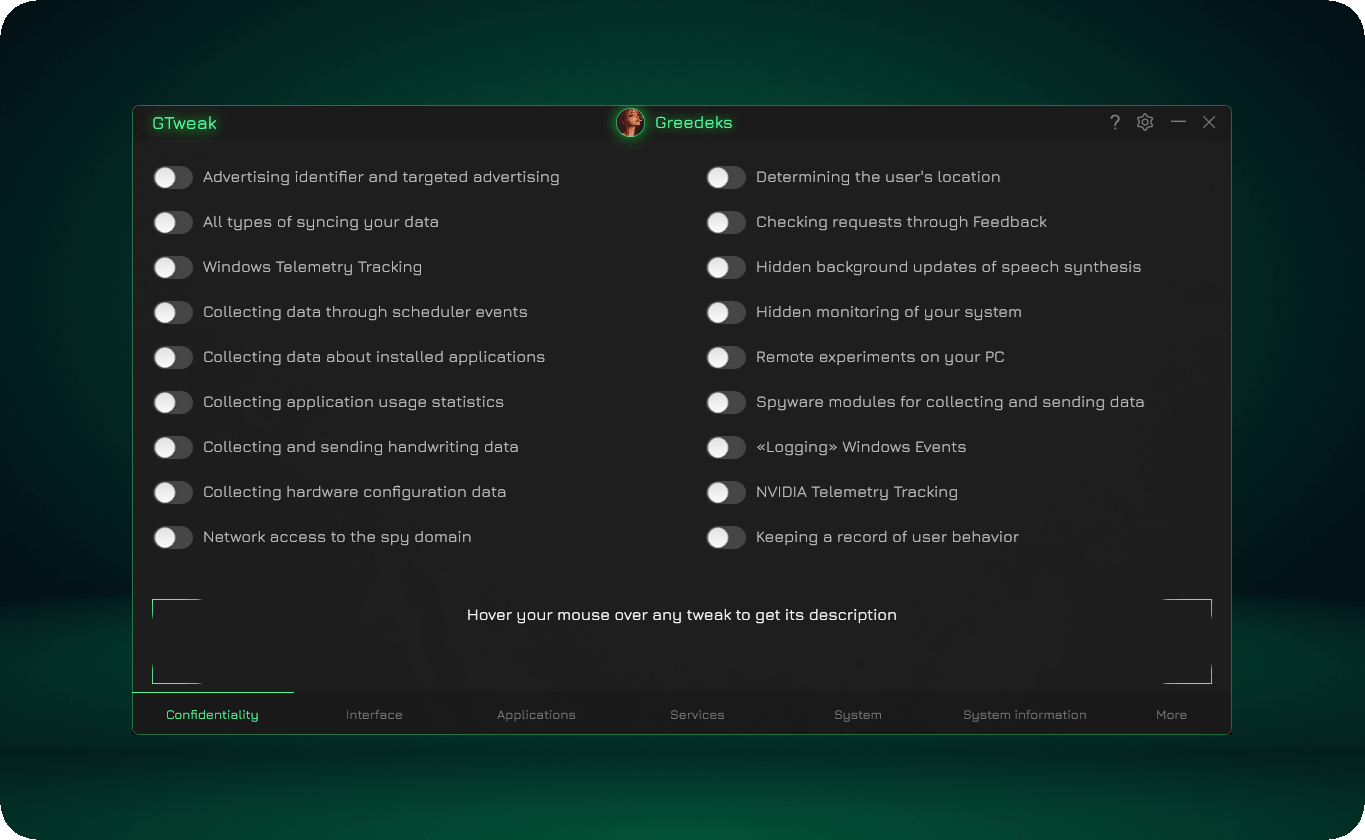 GTweak
Greedeks
?
Advertising identifier and targeted advertising
All types of syncing your data
Windows Telemetry Tracking
Collecting data through scheduler events
Collecting data about installed applications
Collecting application usage statistics
Collecting and sending handwriting data
Collecting hardware configuration data
Network access to the spy domain
Determining the user's location
Checking requests through Feedback
Hidden background updates of speech synthesis
Hidden monitoring of your system
Remote experiments on your PC
Spyware modules for collecting and sending data
«Logging» Windows Events
NVIDIA Telemetry Tracking
Keeping a record of user behavior
Hover your mouse over any tweak to get its description
Confidentiality
Interface
Applications
Services
System
System information
More